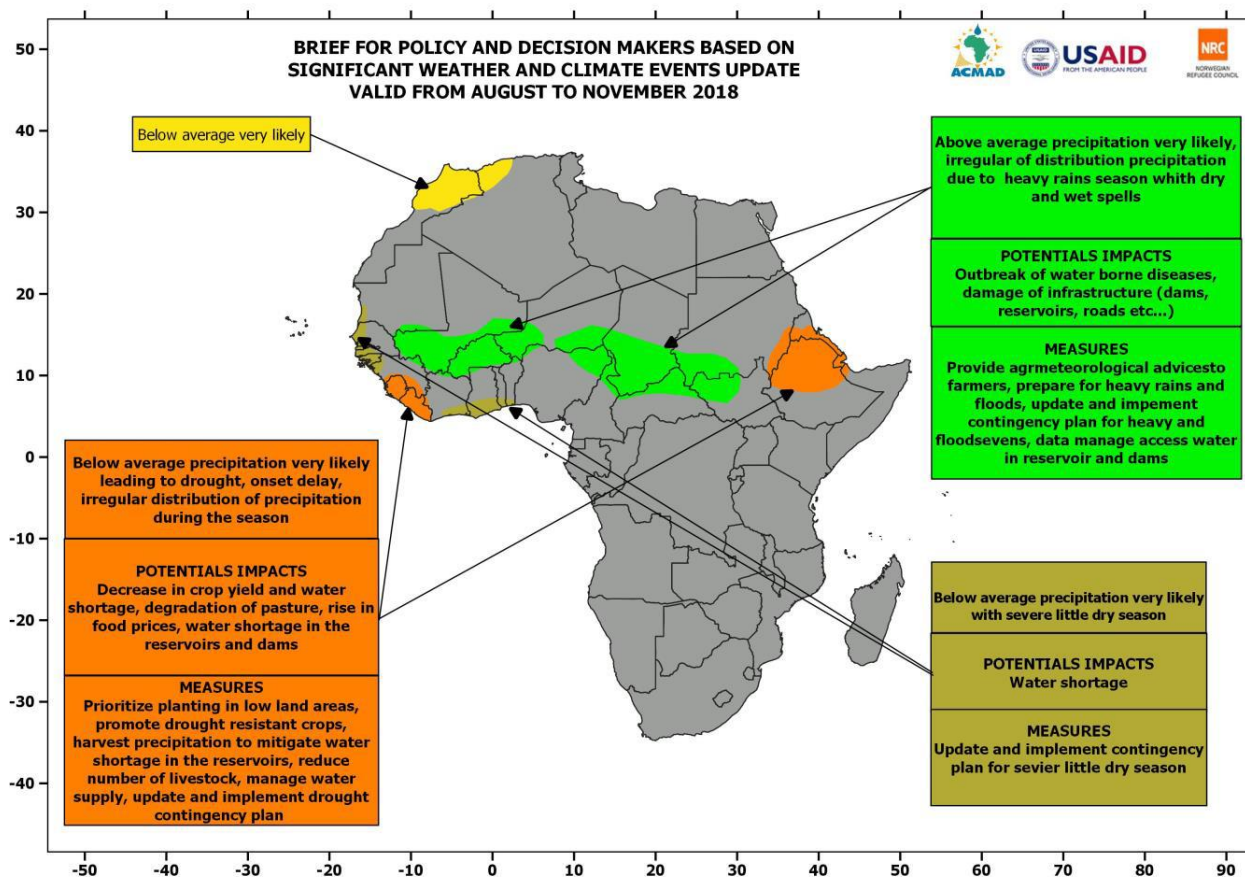 BRIEF FOR POLICY AND DECISION MAKERS BASED ON
SIGNIFICANT WEATHER AND CLIMATE EVENTS UPDATE
VALID FROM AUGUST TO NOVEMBER 2018
ACMAD
USAID
FROM THE AMERICAN PEOPLE
NRC
NORWEGIAN
REFUGEE COUNCIL
Below average very likely
Above average precipitation very likely,
irregular of distribution precipitation
due to heavy rains season whith dry
and wet spells
POTENTIALS IMPACTS
Outbreak of water borne diseases,
damage of infrastructure (dams,
reservoirs, roads etc...)
MEASURES
Provide agrmeteorological advicesto
farmers, prepare for heavy rains and
floods, update and impement
contingency plan for heavy and
floodsevens, data manage access water
in reservoir and dams
Below average precipitation very likely
leading to drought, onset delay,
irregular distribution of precipitation
during the season
POTENTIALS IMPACTS
Decrease in crop yield and water
shortage, degradation of pasture, rise in
food prices, water shortage in the
reservoirs and dams
MEASURES
Prioritize planting in low land areas,
promote drought resistant crops,
harvest precipitation to mitigate water
shortage in the reservoirs, reduce
number of livestock, manage water
supply, update and implement drought
contingency plan
Below average precipitation very likely
with severe little dry season
POTENTIALS IMPACTS
Water shortage
MEASURES
Update and implement contingency
plan for sevier little dry season
50
40
30
20
10
0
-10
-20
-30
-40
50
40
30
20
10
0
-10
-20
-30
-40
-50
-40
-30
-20
-10
0
10
20
30
40
50
60
70
80
90